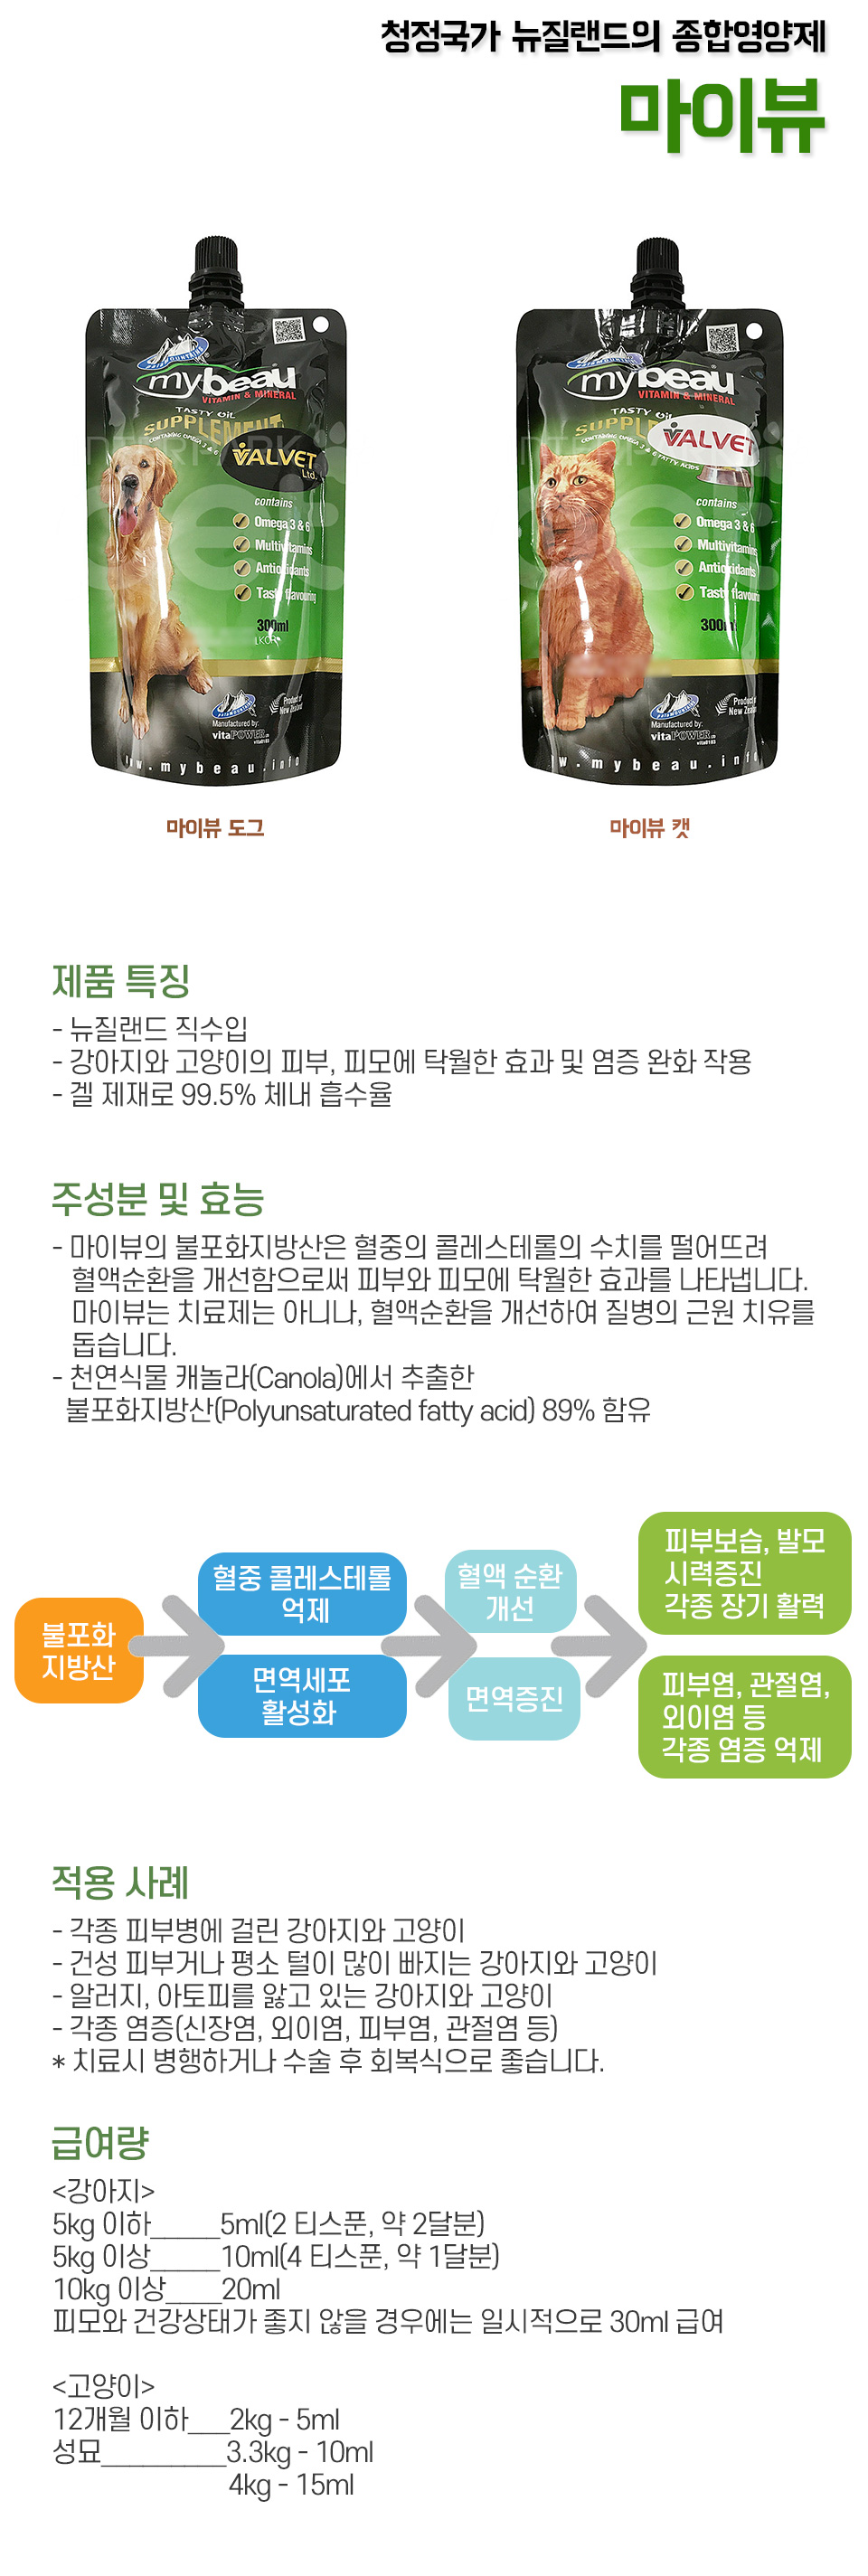 청정국가 뉴질랜드의 종합영양제
마이뷰
mybeau
VITAMIN & MINERAL
TASTY OIL
SUPPLEMENT
CONTAINING OMEGA 3 & 6
VALVET
Ltd.
contains
Omega 3 & 6
Multivitamins
Antioxidants
Tasty flavouring
300ml
Manufactured by:
vitaPOWER
Product of
New Zealand
w.mybeau.info
mybeau
VITAMIN & MINERAL
TASTY OIL
SUPPLE
CONTAINING OMEGA 3 & 6 FATTY ACIDS
VALVET
contains
Omega 3 & 6
Multivitamins
Antioxidants
Tasty flavouring
300ml
Manufactured by:
vitaPOWER
Product of
New Zealand
w.mybeau.inf
마이뷰 도그
마이뷰 캣
제품 특징
- 뉴질랜드 직수입
- 강아지와 고양이의 피부, 피모에 탁월한 효과 및 염증 완화 작용
- 겔 제재로 99.5% 체내 흡수율
주성분 및 효능
- 마이뷰의 불포화지방산은 혈중의 콜레스테롤의 수치를 떨어뜨려
혈액순환을 개선함으로써 피부와 피모에 탁월한 효과를 나타냅니다.
마이뷰는 치료제는 아니나, 혈액순환을 개선하여 질병의 근원 치유를
돕습니다.
- 천연식물 캐놀라(Canola)에서 추출한
불포화지방산(Polyunsaturated fatty acid) 89% 함유
불포화
지방산
혈중 콜레스테롤
억제
면역세포
활성화
혈액 순환
개선
면역증진
피부보습, 발모
시력증진
각종 장기 활력
피부염, 관절염,
외이염 등
각종 염증 억제
적용 사례
- 각종 피부병에 걸린 강아지와 고양이
- 건성 피부거나 평소 털이 많이 빠지는 강아지와 고양이
- 알러지, 아토피를 앓고 있는 강아지와 고양이
- 각종 염증(신장염, 외이염, 피부염, 관절염 등)
* 치료시 병행하거나 수술 후 회복식으로 좋습니다.
급여량
<강아지>
5kg 이하_____5ml(2 티스푼, 약 2달분)
5kg 이상_____10ml(4 티스푼, 약 1달분)
10kg 이상____20ml
피모와 건강상태가 좋지 않을 경우에는 일시적으로 30ml 급여
<고양이>
12개월 이하___2kg - 5ml
성묘_________3.3kg - 10ml
4kg - 15ml